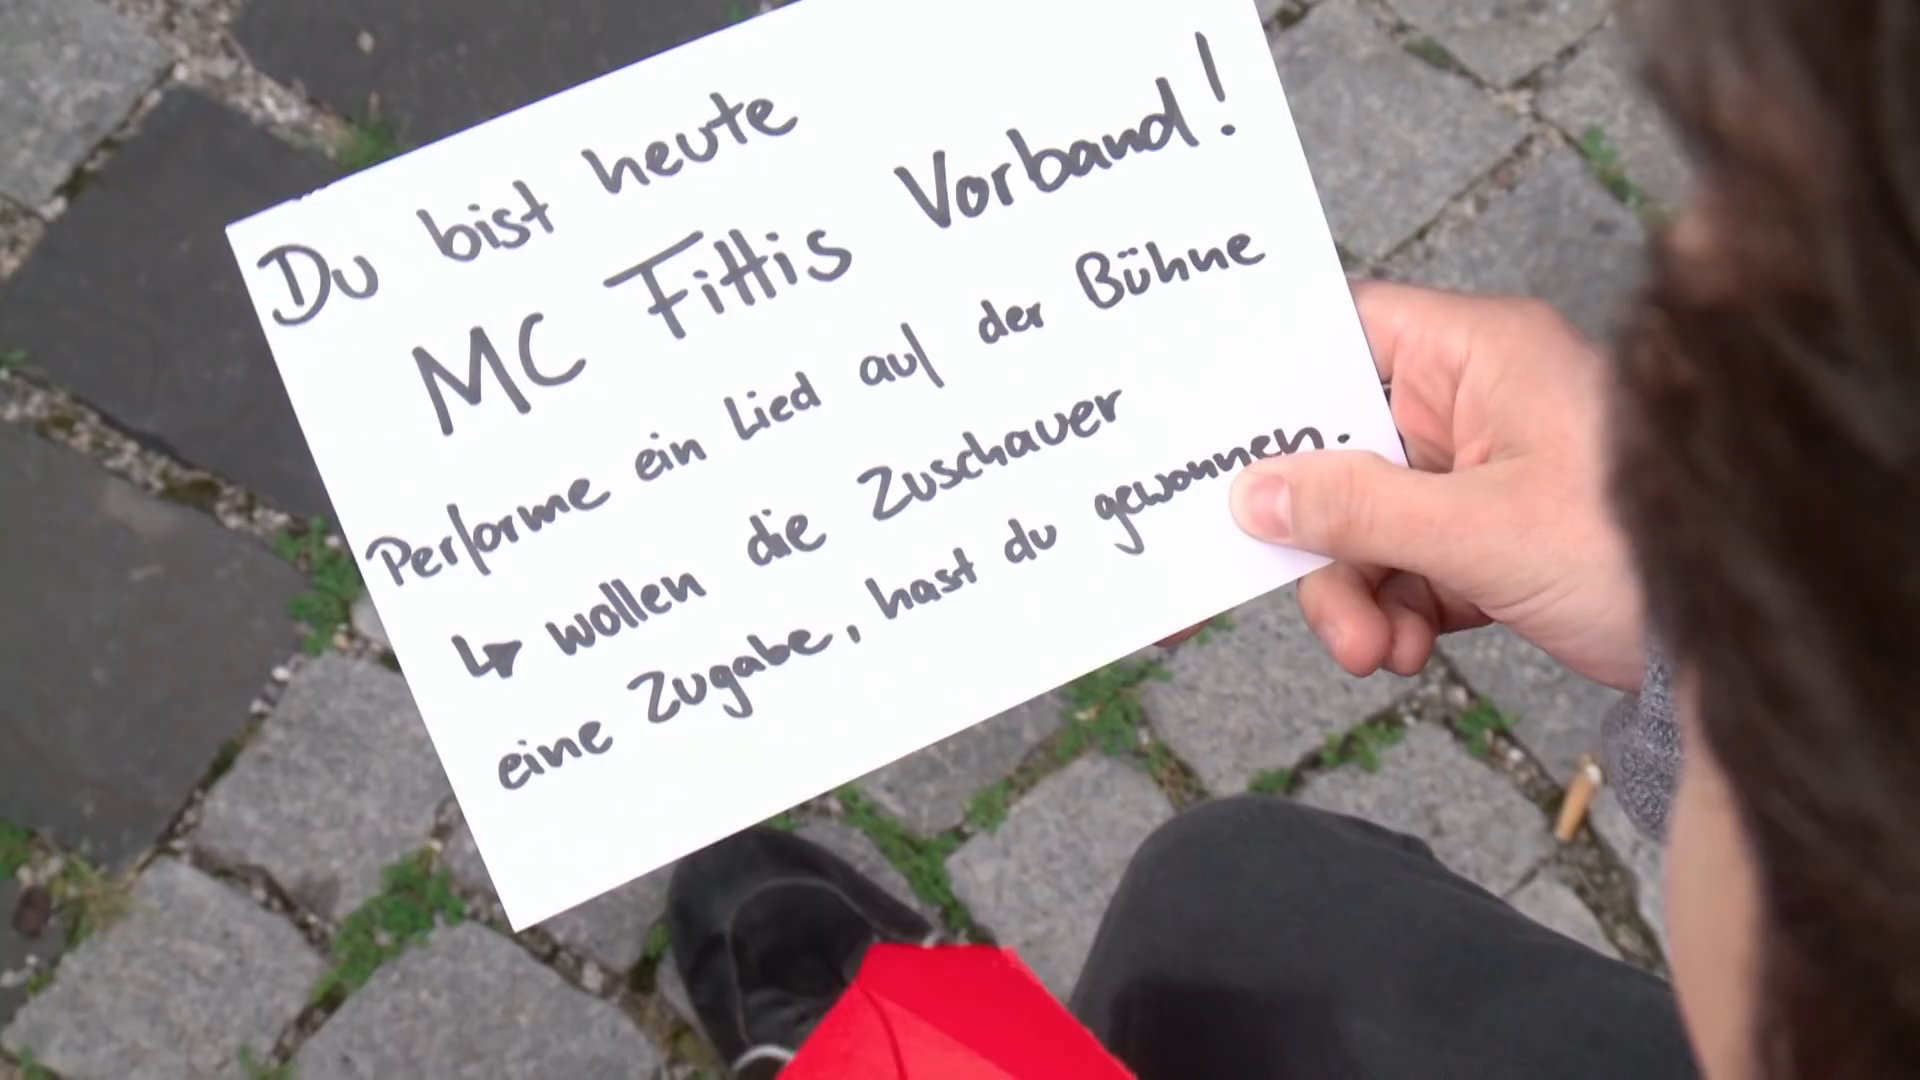 Du bist heute
MC Fittis Vorband!
Performe ein Lied auf der Bühne
↳ wollen die Zuschauer
eine Zugabe, hast du gewonnen.